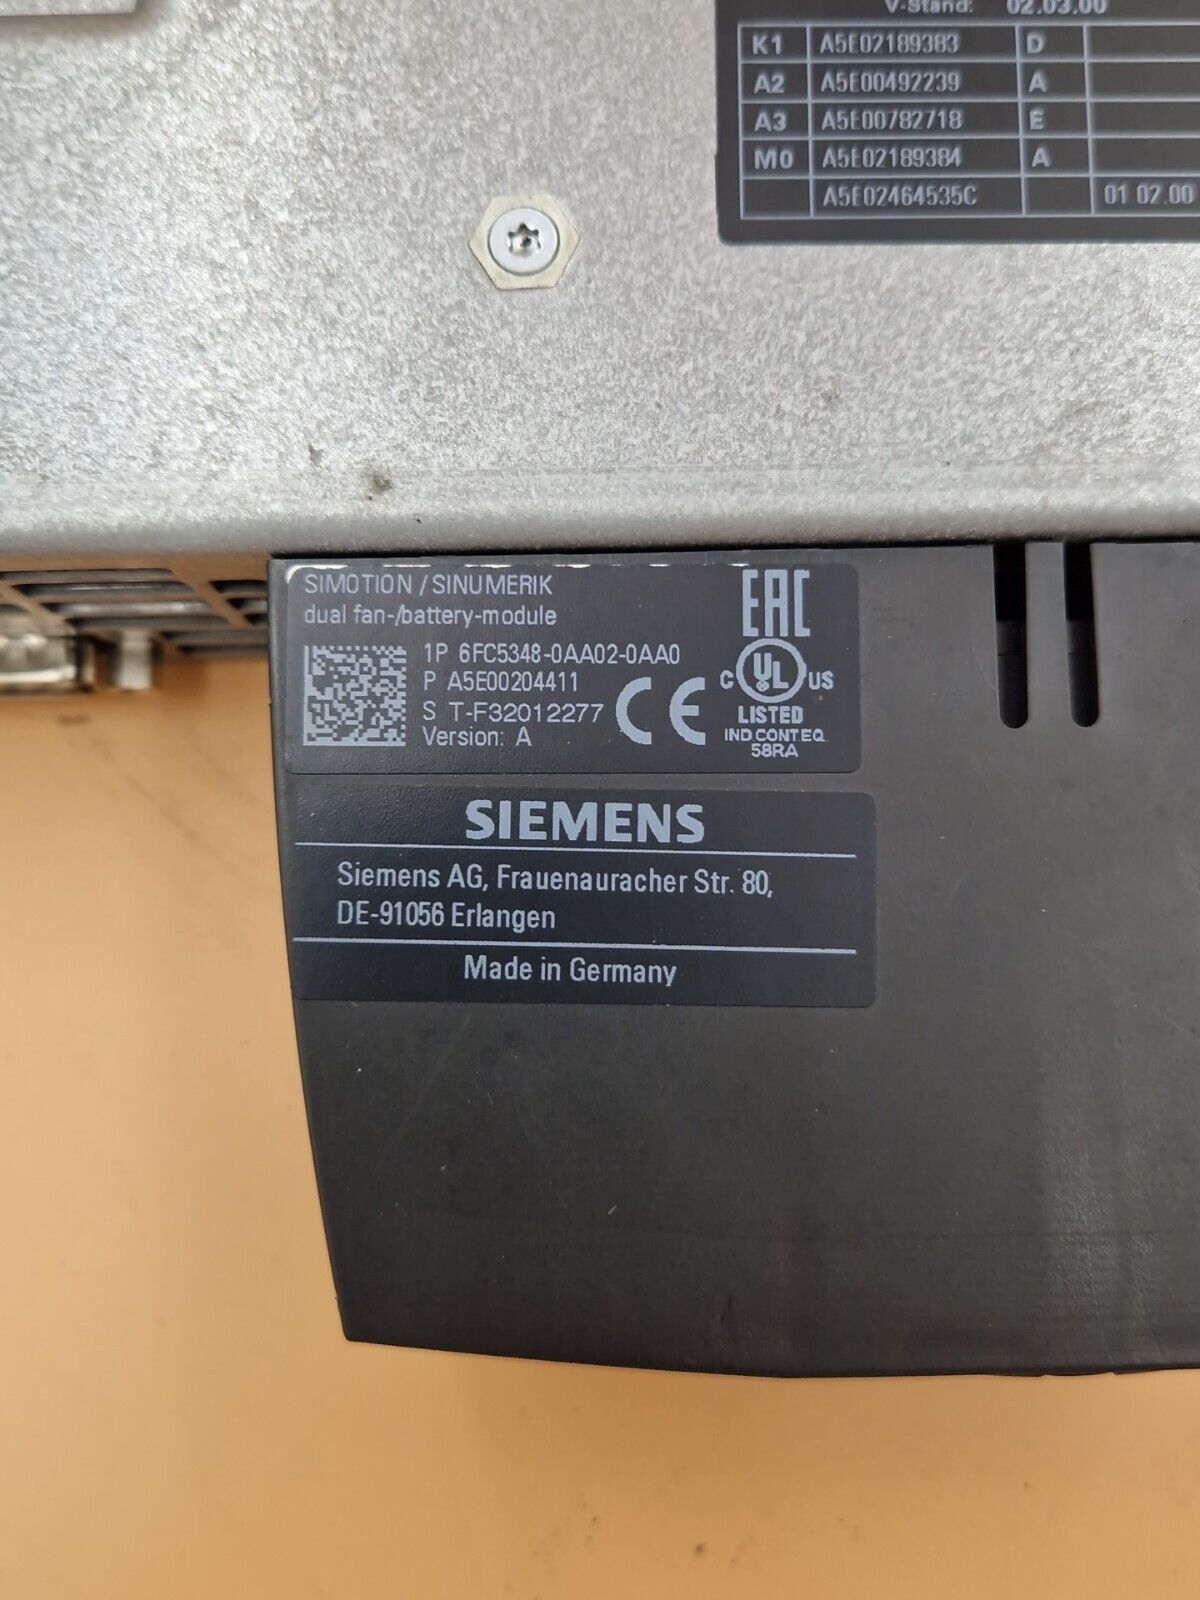 V-Stand: 02.03.00
K1 A5E02189383 D
A2 A5E00492239 A
A3 A5E00782718 E
M0 A5E02189384 A
A5E02464535C 01 02.00
SIMOTION / SINUMERIK
dual fan-/battery-module
EAC
1P 6FC5348-0AA02-0AA0
P A5E00204411
S T-F32012277
Version: A
CE
C UL US
LISTED
IND.CONT.EQ.
58RA
SIEMENS
Siemens AG, Frauenauracher Str. 80,
DE-91056 Erlangen
Made in Germany